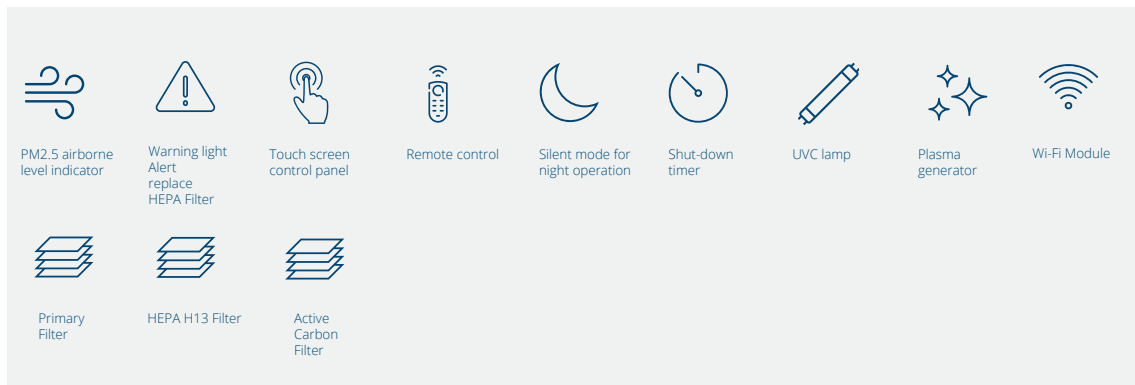 PM2.5 airborne
level indicator
Warning light
Alert
replace
HEPA Filter
Touch screen
control panel
Remote control
Silent mode for
night operation
Shut-down
timer
UVC lamp
Plasma
generator
Wi-Fi Module
Primary
Filter
HEPA H13 Filter
Active
Carbon
Filter